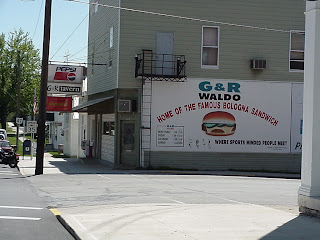 PEPSI
G&R tavern
G&R
WALDO
HOME OF THE FAMOUS BOLOGNA SANDWICH
WHERE SPORTS MINDED PEOPLE MEET